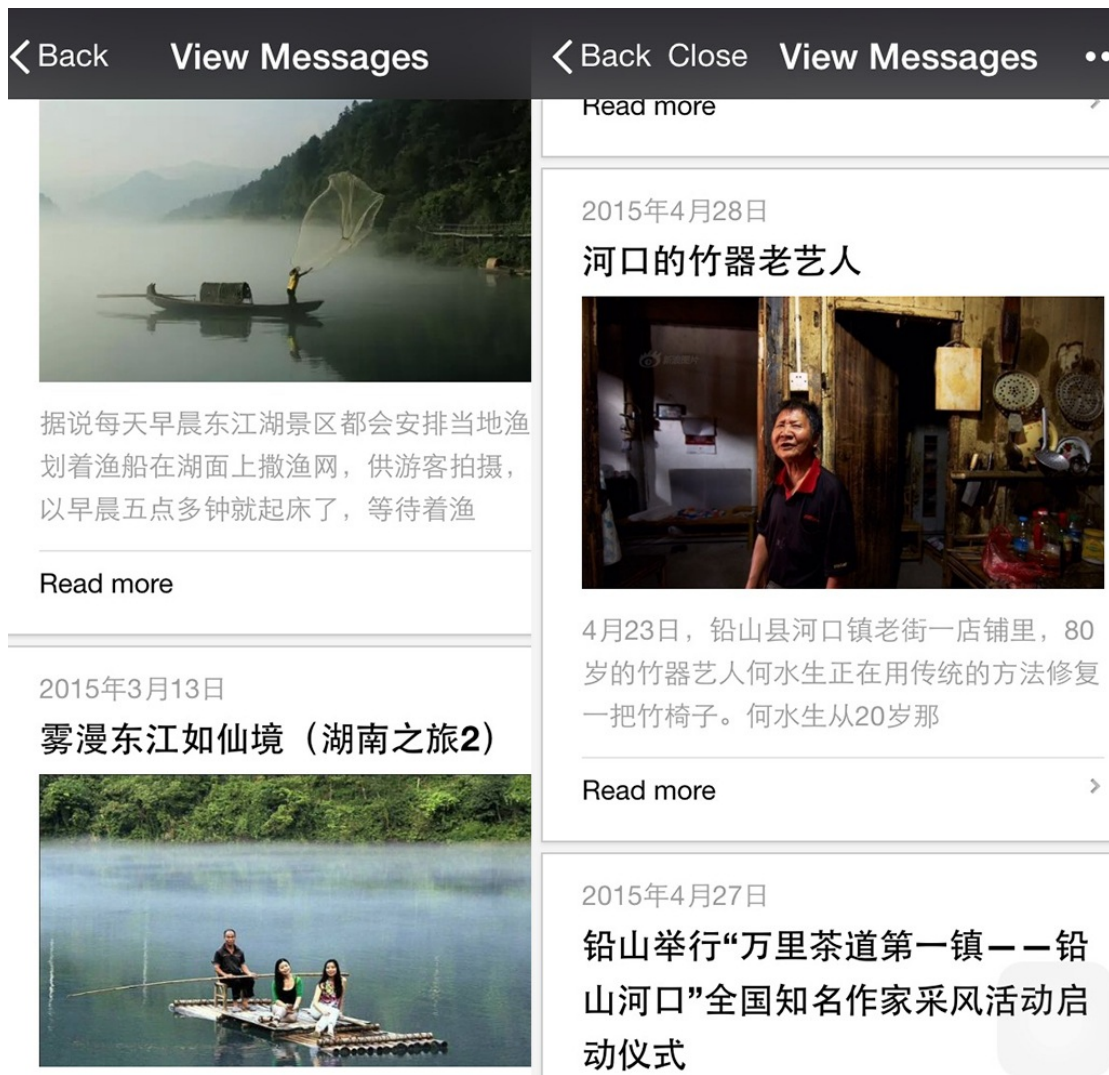 Back
View Messages
据说每天早晨东江湖景区都会安排当地渔
划着渔船在湖面上撒渔网，供游客拍摄，
以早晨五点多钟就起床了，等待着渔
Read more
2015年3月13日
雾漫东江如仙境（湖南之旅2）
Back
Close
View Messages
Read more
2015年4月28日
河口的竹器老艺人
4月23日，铅山县河口镇老街一店铺里，80
岁的竹器艺人何水生正在用传统的方法修复
一把竹椅子。何水生从20岁那
Read more
2015年4月27日
铅山举行“万里茶道第一镇——铅
山河口”全国知名作家采风活动启
动仪式